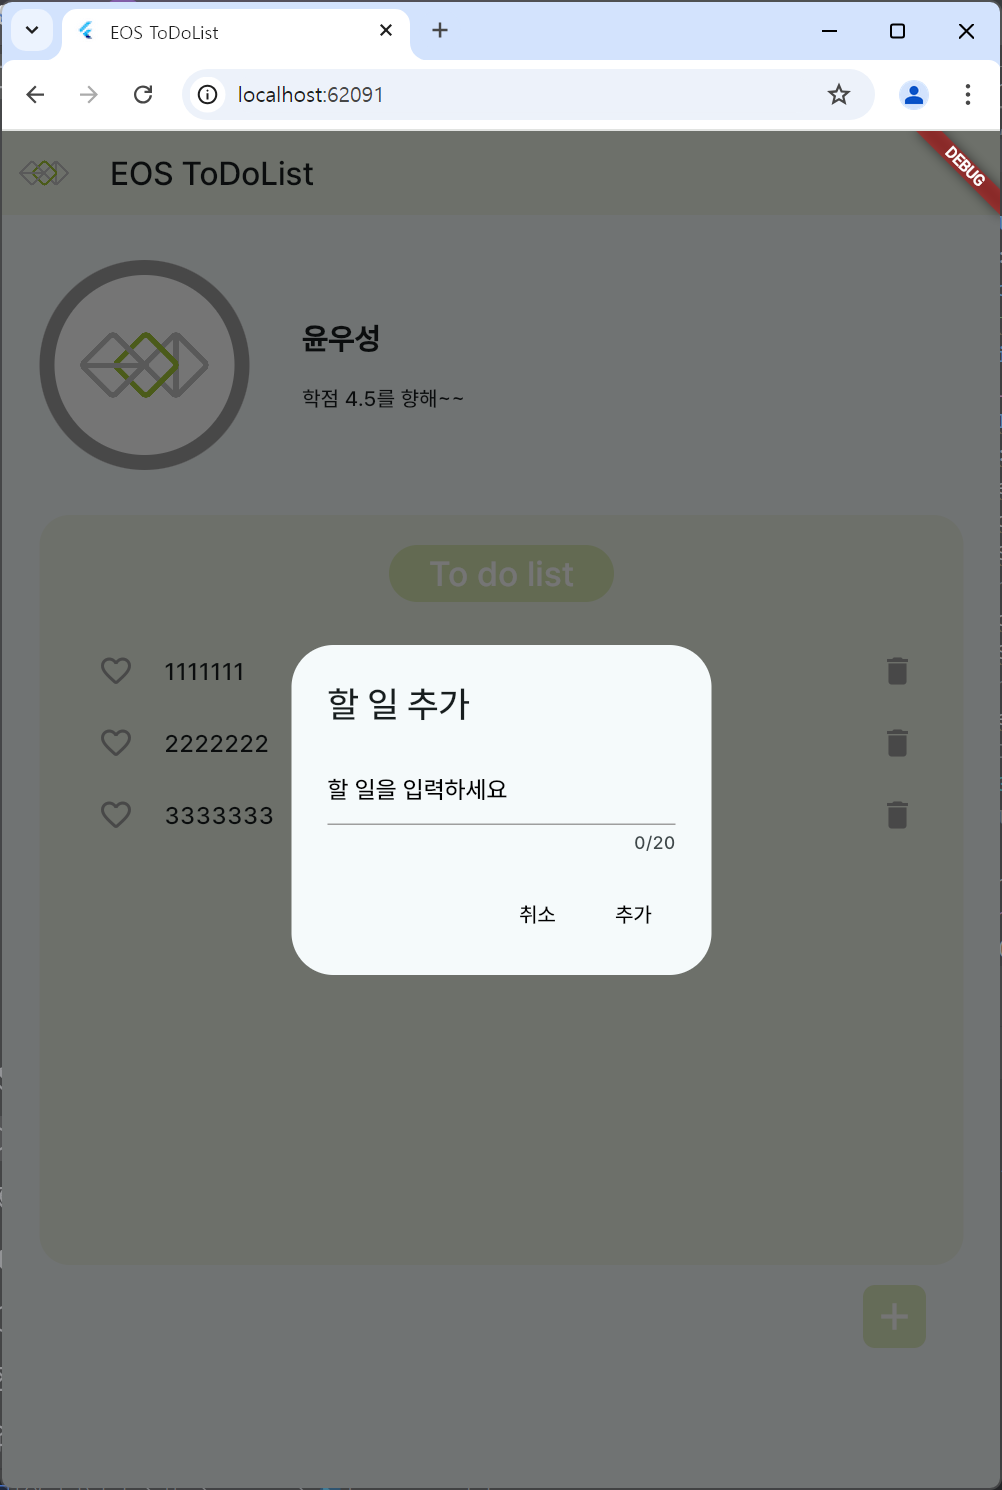 EOS ToDoList
localhost:62091
EOS ToDoList
DEBUG
윤우성
학점 4.5를 향해~~
To do list
1111111
2222222
3333333
할 일 추가
할 일을 입력하세요
0/20
취소 추가